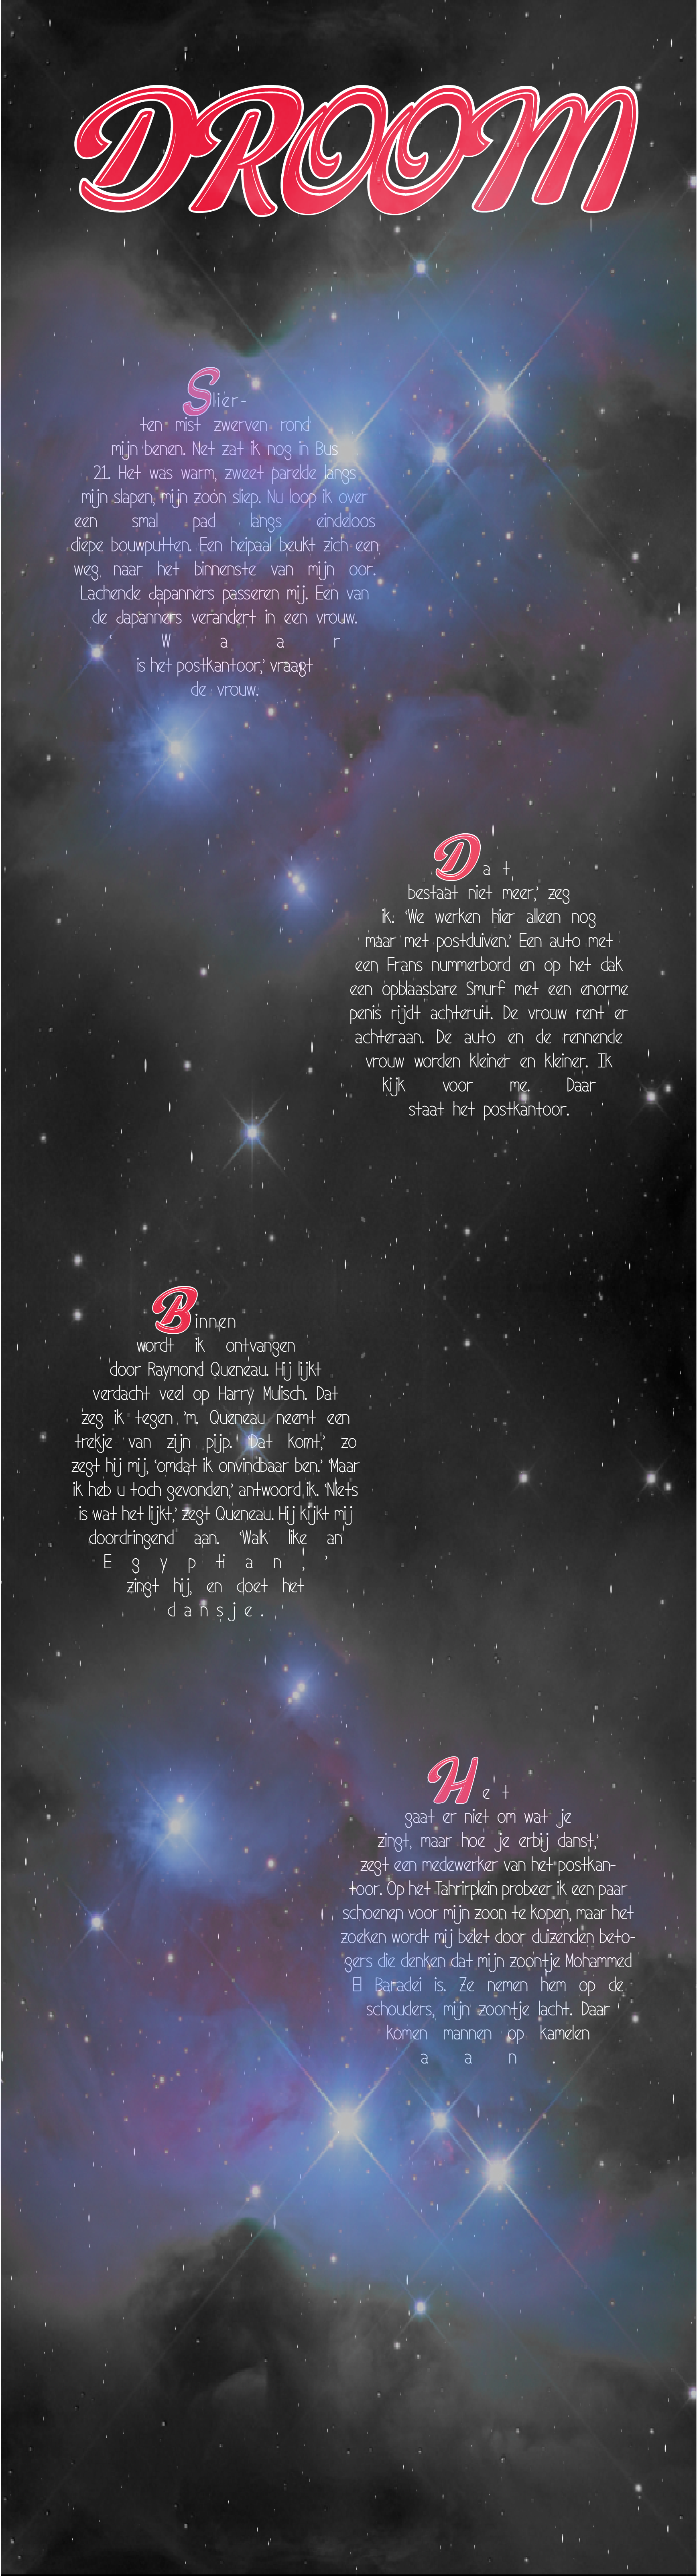 DROOM
Slier-
ten mist zwerven rond
mijn benen. Net zat ik nog in Bus
21. Het was warm, zweet parelde langs
mijn slapen, mijn zoon sliep. Nu loop ik over
een smal pad langs eindeloos
diepe bouwputten. Een heipaal beukt zich een
weg naar het binnenste van mijn oor.
Lachende dapanners passeren mij. Een van
de dapanners verandert in een vrouw.
‘Waar
is het postkantoor,’ vraagt
de vrouw.
Dat
bestaat niet meer,’ zeg
ik. ‘We werken hier alleen nog
maar met postduiven.’ Een auto met
een Frans nummerbord en op het dak
een opblaasbare Smurf met een enorme
penis rijdt achteruit. De vrouw rent er
achteraan. De auto en de rennende
vrouw worden kleiner en kleiner. Ik
kijk voor me. Daar
staat het postkantoor.
Binnen
wordt ik ontvangen
door Raymond Queneau. Hij lijkt
verdacht veel op Harry Mulisch. Dat
zeg ik tegen ’m. Queneau neemt een
trekje van zijn pijp. ‘Dat komt,’ zo
zegt hij mij, ‘omdat ik onvindbaar ben.’ ‘Maar
ik heb u toch gevonden,’ antwoord ik. ‘Niets
is wat het lijkt,’ zegt Queneau. Hij kijkt mij
doordringend aan. ‘Walk like an
Egyptian,’
zingt hij, en doet het
dansje.
Het
gaat er niet om wat je
zingt, maar hoe je erbij danst,’
zegt een medewerker van het postkan-
toor. Op het Tahrirplein probeer ik een paar
schoenen voor mijn zoon te kopen, maar het
zoeken wordt mij belet door duizenden beto-
gers die denken dat mijn zoontje Mohammed
El Baradei is. Ze nemen hem op de
schouders, mijn zoontje lacht. Daar
komen mannen op kamelen
aan.